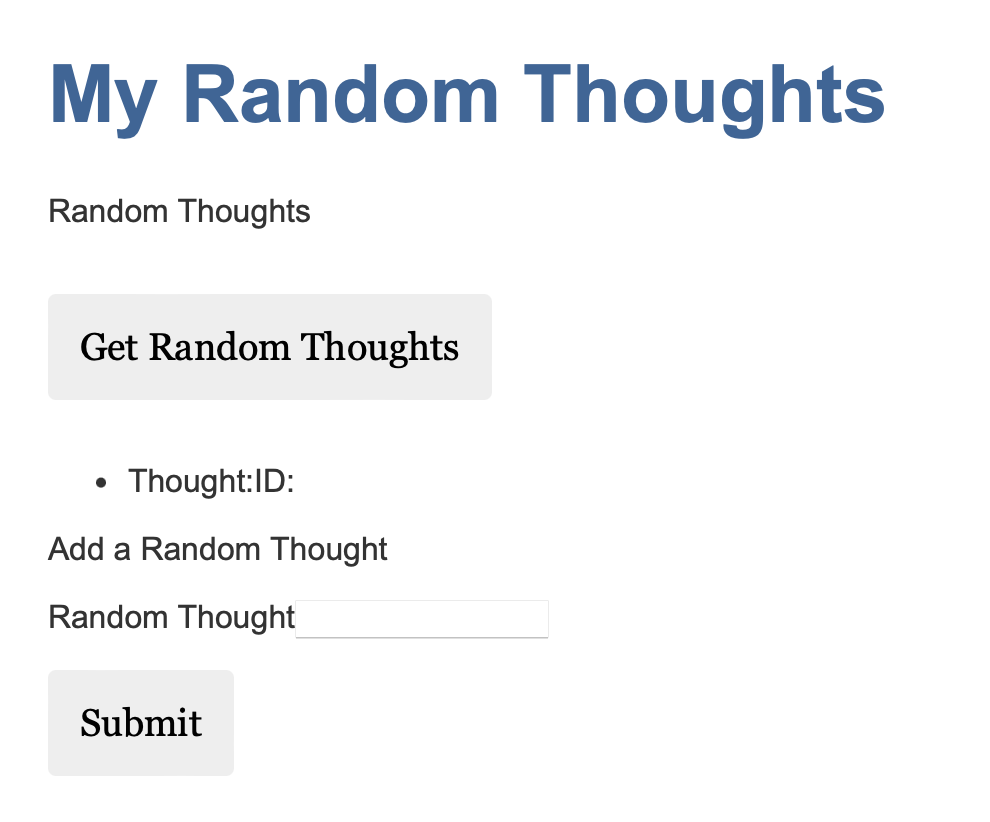 My Random Thoughts
Random Thoughts
Get Random Thoughts
• Thought:ID:
Add a Random Thought
Random Thought
Submit